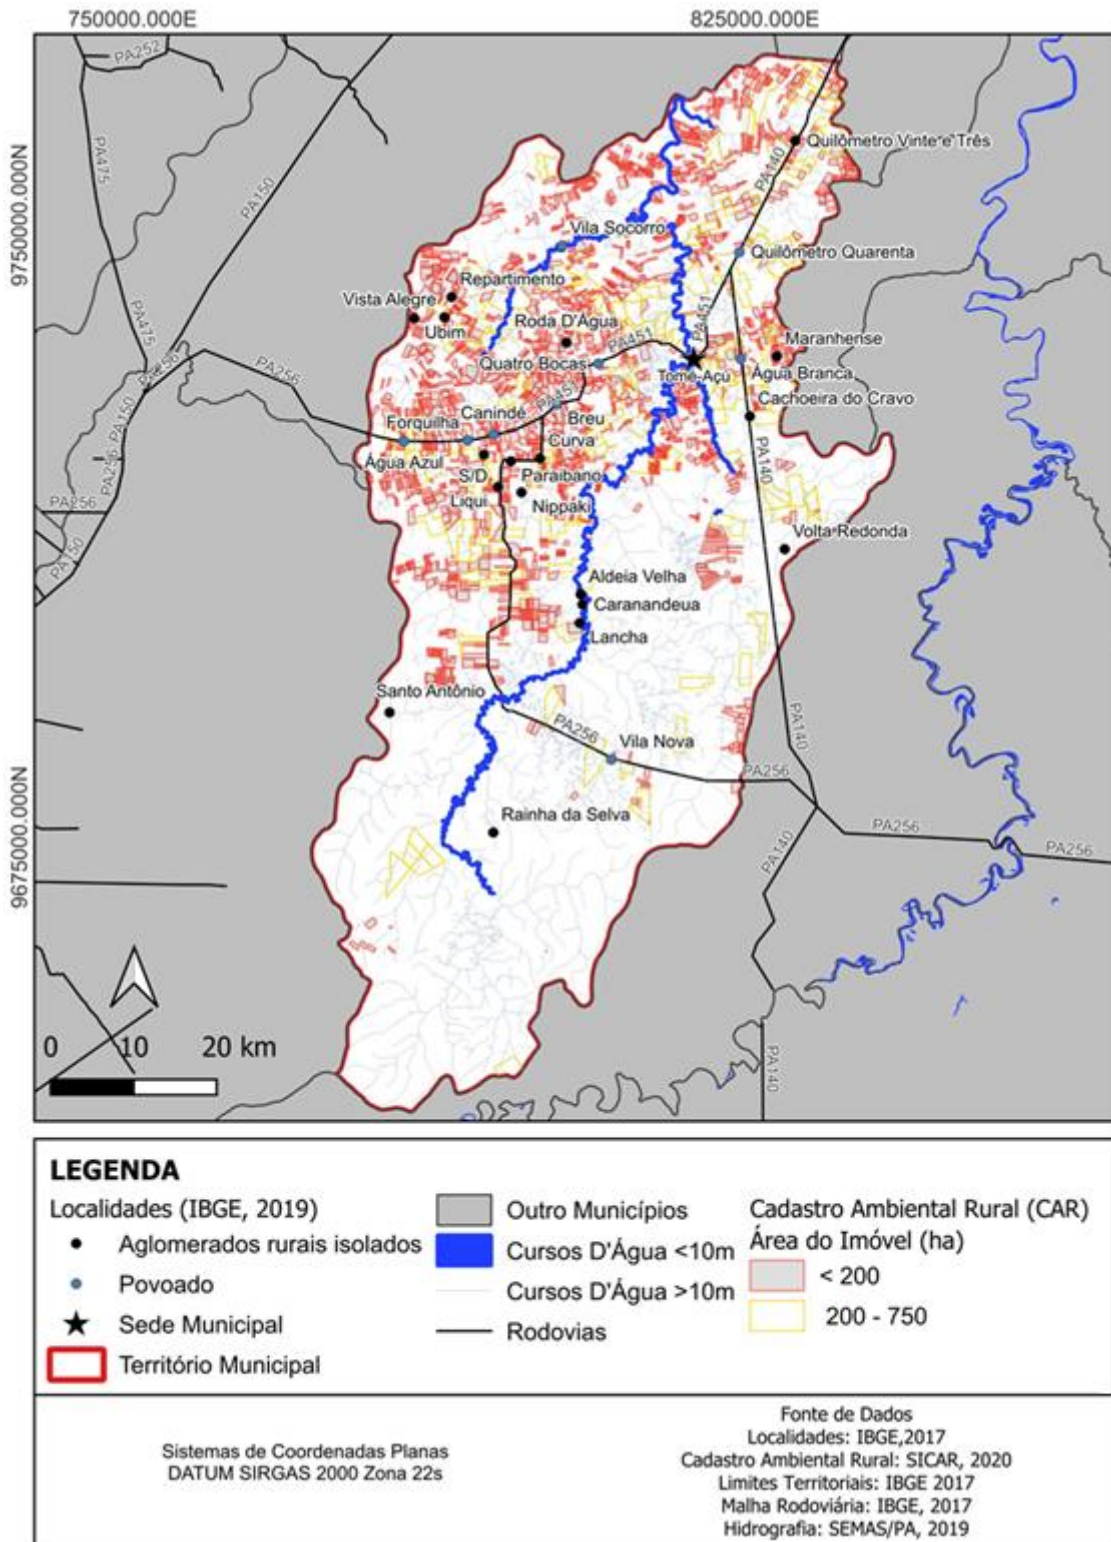 750000.000E
825000.000E
9750000.000N
9675000.000N
PA252
PA475
PA150
PA140
Quilômetro Vinte e Três
Vila Socorro
Quilômetro Quarenta
Repartimento
Vista Alegre
Ubim
Roda D'Água
PA451
PA451
Maranhense
PA475
PA256
Quatro Bocas
Tomé-Açú
Água Branca
PA256
PA150
Canindé
PA451
Breu
Cachoeira do Cravo
Forquilha
Curva
PA256
Água Azul
S/D
Paraibano
PA140
PA256
Liqui
Nippaki
PA150
Volta Redonda
Aldeia Velha
Caranandeua
Lancha
Santo Antônio
PA256
Vila Nova
PA140
PA256
Rainha da Selva
PA256
PA256
PA140
PA140
0 10 20 km
LEGENDA
Localidades (IBGE, 2019)
Aglomerados rurais isolados
Povoado
Sede Municipal
Território Municipal
Outro Municípios
Cursos D'Água <10m
Cursos D'Água >10m
Rodovias
Cadastro Ambiental Rural (CAR)
Área do Imóvel (ha)
< 200
200 - 750
Sistemas de Coordenadas Planas
DATUM SIRGAS 2000 Zona 22s
Fonte de Dados
Localidades: IBGE,2017
Cadastro Ambiental Rural: SICAR, 2020
Limites Territoriais: IBGE 2017
Malha Rodoviária: IBGE, 2017
Hidrografia: SEMAS/PA, 2019